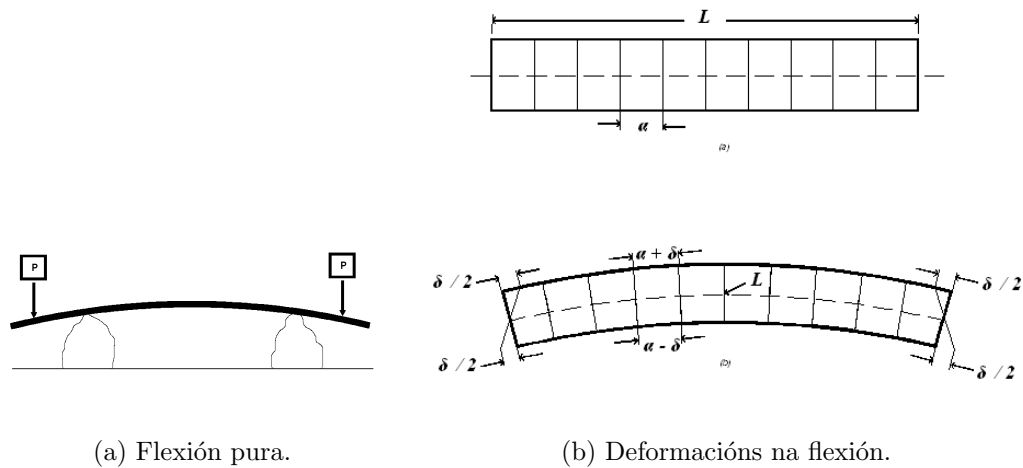 L
a
(a)
P
P
a + δ
δ / 2
δ / 2
L
a - δ
(b)
δ / 2
δ / 2
(a) Flexión pura.
(b) Deformacións na flexión.